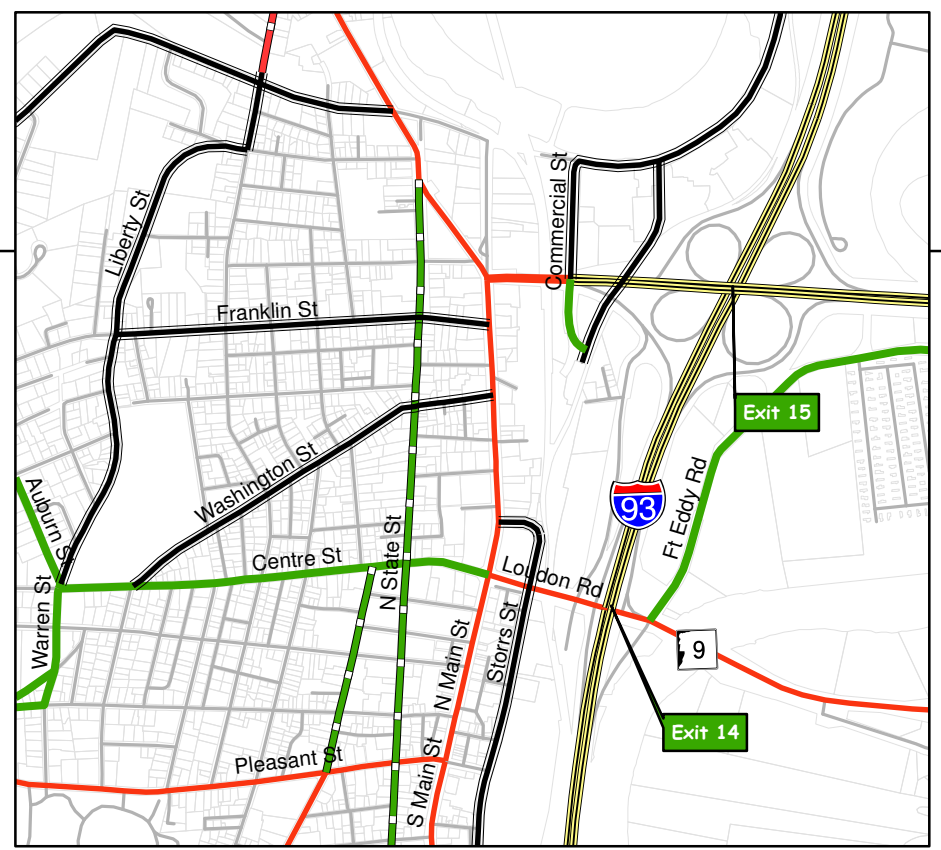 Commercial St
Liberty St
Franklin St
Exit 15
Washington St
Auburn St
93
Ft Eddy Rd
N State St
Centre St
Loudon Rd
Warren St
Storrs St
N Main St
9
Exit 14
Pleasant St
S Main St